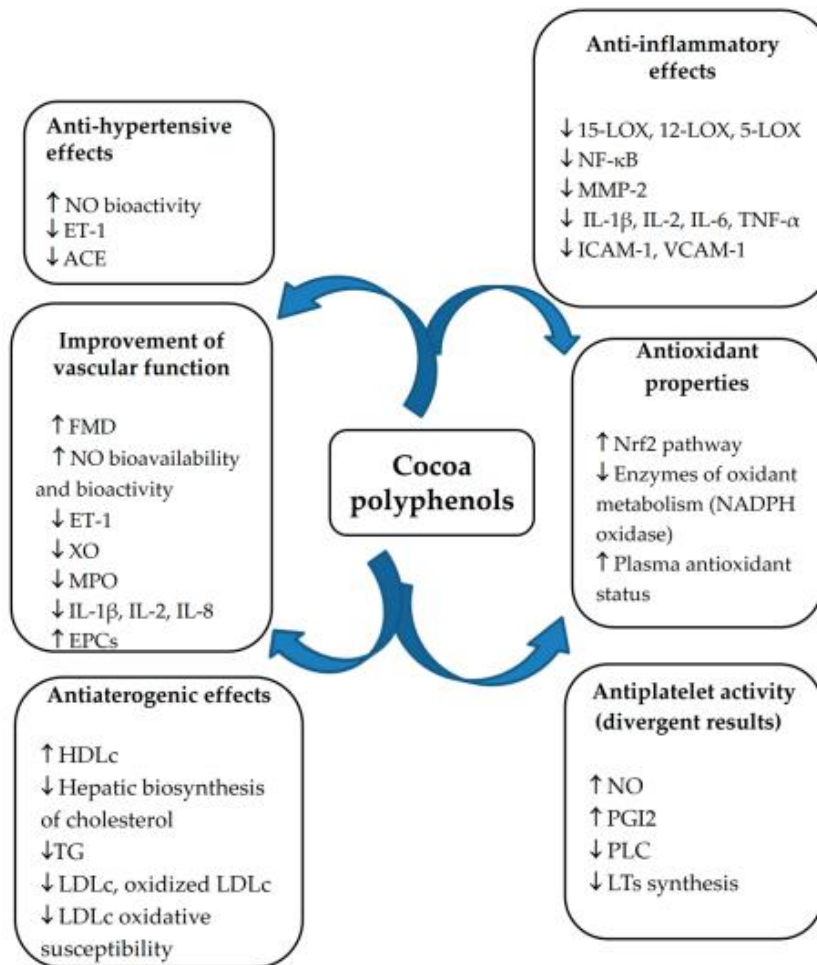 Anti-hypertensive
effects
↑ NO bioactivity
↓ ET-1
↓ ACE
Improvement of
vascular function
↑ FMD
↑ NO bioavailability
and bioactivity
↓ ET-1
↓ XO
↓ MPO
↓ IL-1β, IL-2, IL-8
↑ EPCs
Antiaterogenic effects
↑ HDLc
↓ Hepatic biosynthesis
of cholesterol
↓TG
↓ LDLc, oxidized LDLc
↓ LDLc oxidative
susceptibility
Cocoa
polyphenols
Anti-inflammatory
effects
↓ 15-LOX, 12-LOX, 5-LOX
↓ NF-κB
↓ MMP-2
↓ IL-1β, IL-2, IL-6, TNF-α
↓ ICAM-1, VCAM-1
Antioxidant
properties
↑ Nrf2 pathway
↓ Enzymes of oxidant
metabolism (NADPH
oxidase)
↑ Plasma antioxidant
status
Antiplatelet activity
(divergent results)
↑ NO
↑ PGI2
↓ PLC
↓ LTs synthesis